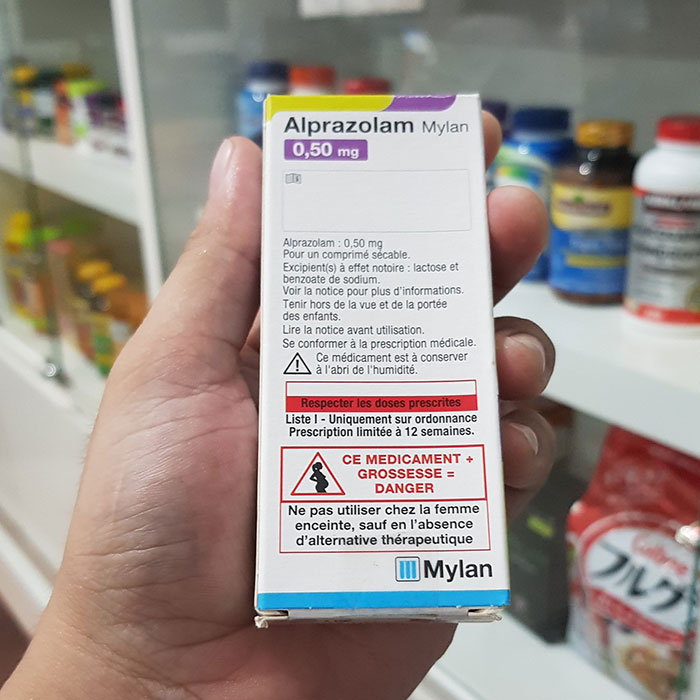 Alprazolam Mylan
0,50 mg
Alprazolam : 0,50 mg
Pour un comprimé sécable.
Excipient(s) à effet notoire : lactose et
benzoate de sodium.
Voir la notice pour plus d'informations.
Tenir hors de la vue et de la portée
des enfants.
Lire la notice avant utilisation.
Se conformer à la prescription médicale.
Ce médicament est à conserver
à l'abri de l'humidité.
Respecter les doses prescrites
Liste I - Uniquement sur ordonnance
Prescription limitée à 12 semaines.
CE MEDICAMENT +
GROSSESSE =
DANGER
Ne pas utiliser chez la femme
enceinte, sauf en l'absence
d'alternative thérapeutique
Mylan
Calbee
フルグ